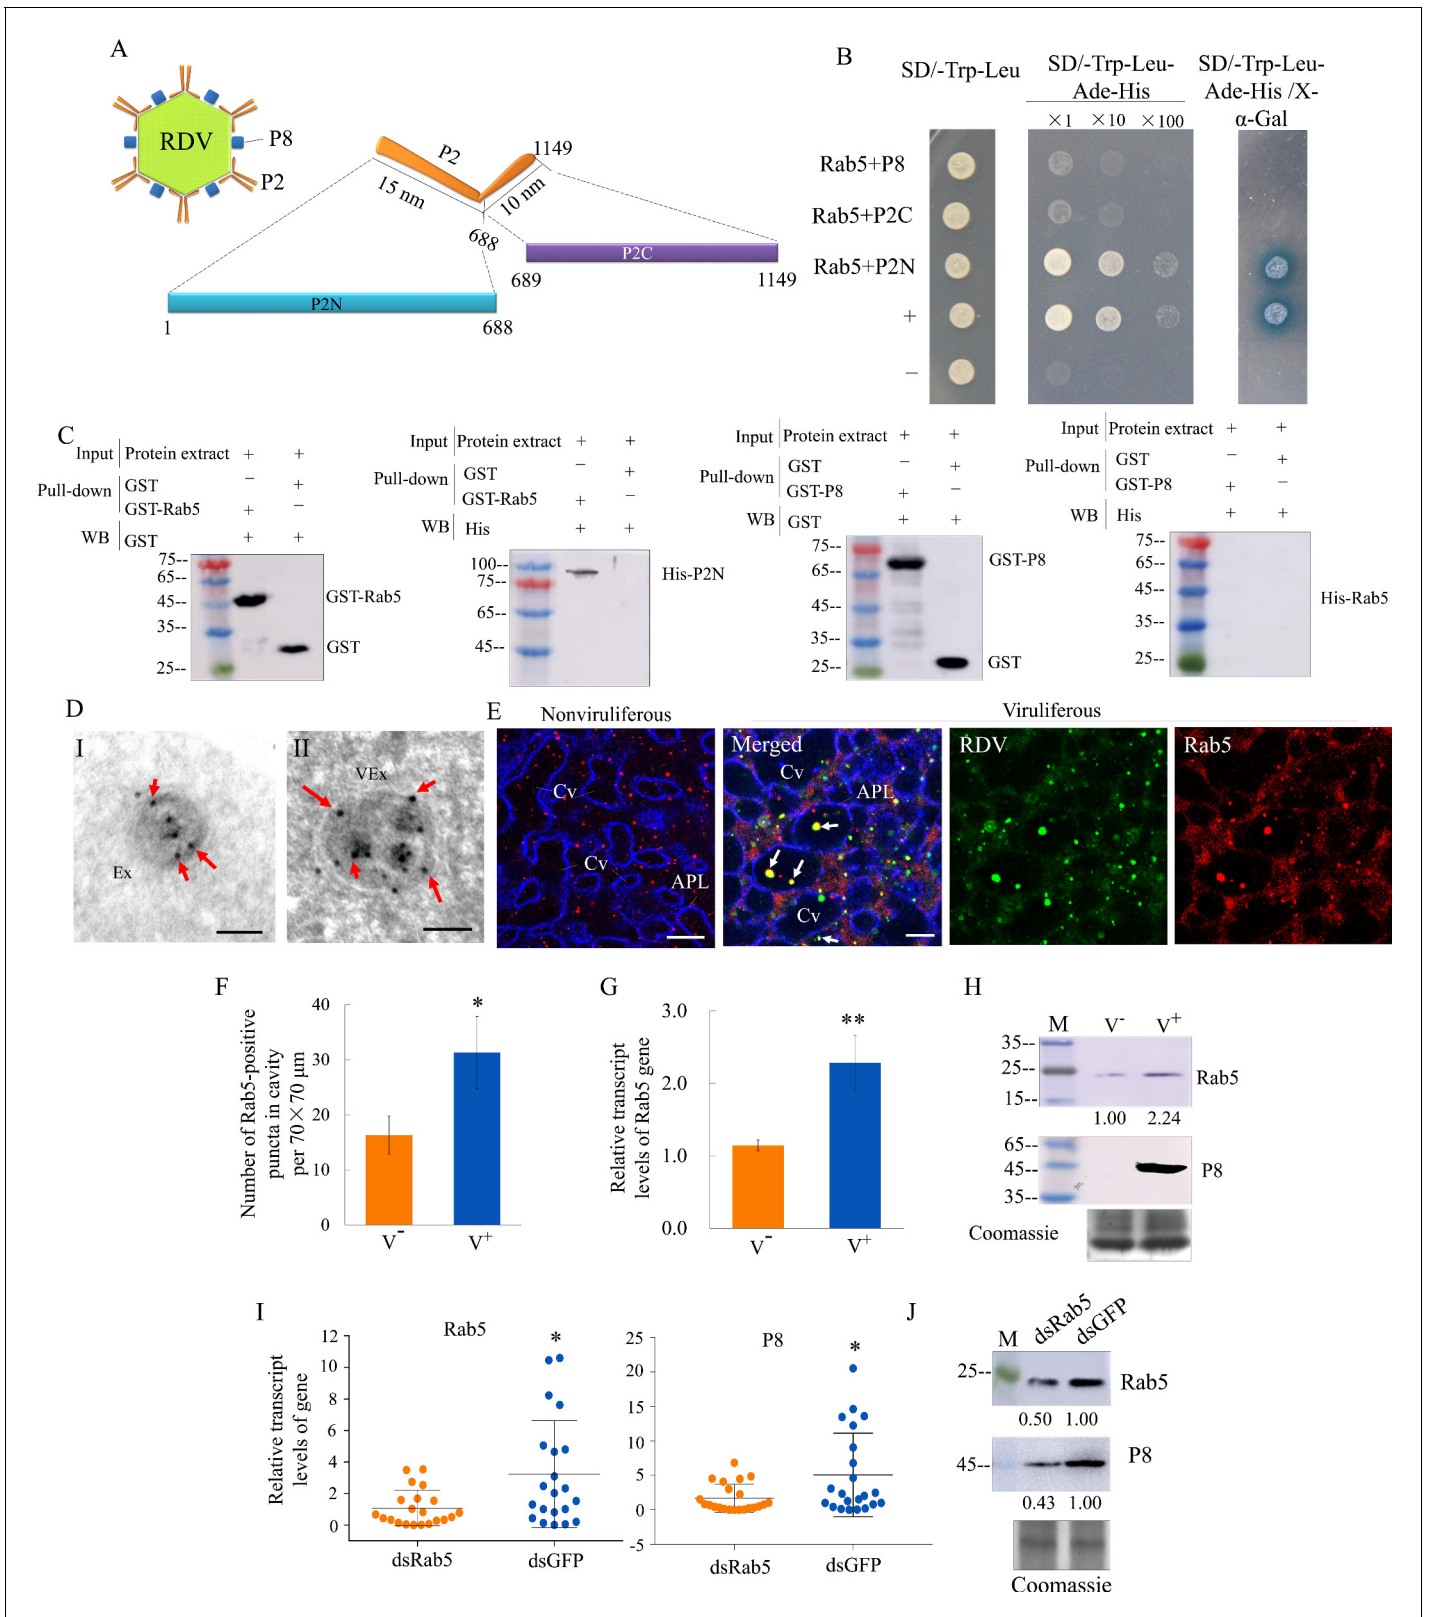 A
RDV
P8
P2
P2
1149
15 nm
10 nm
688
P2C
689
1149
P2N
1
688
B
SD/-Trp-Leu
SD/-Trp-Leu-
Ade-His
SD/-Trp-Leu-
Ade-His /X-
α-Gal
×1
×10
×100
Rab5+P8
Rab5+P2C
Rab5+P2N
+
−
C
Input Protein extract + +
Pull-down GST − +
GST-Rab5 + −
WB GST + +
75--
65--
45--
35--
25--
GST-Rab5
GST
Input Protein extract + +
Pull-down GST − +
GST-Rab5 + −
WB His + +
100--
75--
65--
45--
His-P2N
Input Protein extract + +
Pull-down GST − +
GST-P8 + −
WB GST + +
75--
65--
45--
35--
25--
GST-P8
GST
Input Protein extract + +
Pull-down GST − +
GST-P8 + −
WB His + +
75--
65--
45--
35--
25--
His-Rab5
D
I
Ex
II
VEx
E
Nonviruliferous
Viruliferous
Cv
Cv
APL
Merged
Cv
APL
Cv
RDV
Rab5
F
Number of Rab5-positive
puncta in cavity
per 70×70 μm
40
30
20
10
0
*
V-
V+
G
Relative transcript
levels of Rab5 gene
3.0
2.0
1.0
0.0
**
V-
V+
H
M V- V+
35--
25--
15--
Rab5
1.00 2.24
65--
45--
35--
P8
Coomassie
I
Relative transcript
levels of gene
Rab5
12
10
8
6
4
2
0
*
dsRab5
dsGFP
P8
25
20
15
10
5
0
-5
*
dsRab5
dsGFP
J
M dsRab5 dsGFP
25--
Rab5
0.50 1.00
45--
P8
0.43 1.00
Coomassie